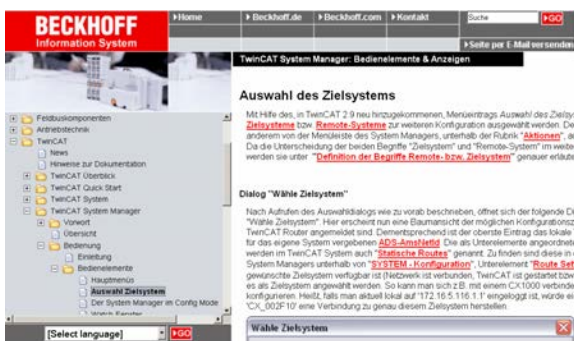 BECKHOFF
Information System
Home
Beckhoff.de
Beckhoff.com
Kontakt
Suche
GO
Seite per E-Mail versenden
TwinCAT System Manager: Bedienelemente & Anzeigen
Feldbuskomponenten
Antriebstechnik
TwinCAT
News
Hinweise zur Dokumentation
TwinCAT Überblick
TwinCAT Quick Start
TwinCAT System
TwinCAT System Manager
Vorwort
Übersicht
Bedienung
Einleitung
Bedienelemente
Hauptmenüs
Auswahl Zielsystem
Der System Manager im Config Mode
Watch Fenster
[Select language]
GO
Auswahl des Zielsystems
Mit Hilfe des, in TwinCAT 2.9 neu hinzugekommenen, Menüeintrags Auswahl des Zielsys
Zielsysteme bzw. Remote-Systeme zur weiteren Konfiguration ausgewählt werden. De
anderem von der Menüleiste des System Managers, unterhalb der Rubrik "Aktionen", a
Da die Unterscheidung der beiden Begriffe "Zielsystem" und "Remote-System" im weite
werden sie unter "Definition der Begriffe Remote- bzw. Zielsystem" genauer erläute
Dialog "Wähle Zielsystem"
Nach Aufrufen des Auswahldialogs wie zu vorab beschrieben, öffnet sich der folgende Di
"Wähle Zielsystem". Hier erscheint nun eine Baumansicht der möglichen Konfigurationsz
TwinCAT Router angemeldet sind. Dementsprechend ist der oberste Eintrag das lokale
für das eigene System vergebenen ADS-AmsNetId. Die als Unterelemente angeordnete
werden im TwinCAT System auch "Statische Routes" genannt. Zu finden sind diese in
System Managers unterhalb von "SYSTEM - Konfiguration", Unterelement "Route Set
gewünschte Zielsystem verfügbar ist (Netzwerk ist verbunden, TwinCAT ist gestartet bzw
es als Zielsystem angewählt werden. So kann man sich z.B. mit einem CX1000 verbinde
konfigurieren. Heißt, falls man aktuell lokal auf '172.16.5.116.1.1' eingeloggt ist, würde ei
'CX_002F10' eine Verbindung zu genau diesem Zielsystem herstellen.
Wähle Zielsystem